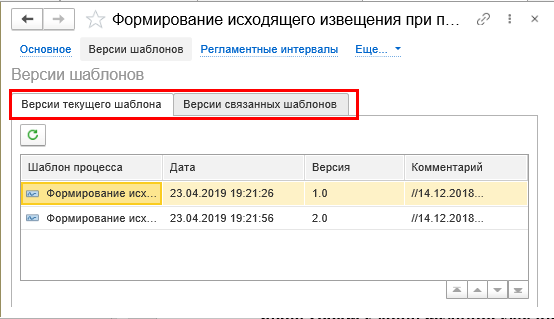 Формирование исходящего извещения при п...
Основное Версии шаблонов Регламентные интервалы Еще...
Версии шаблонов
Версии текущего шаблона Версии связанных шаблонов
Шаблон процесса Дата Версия Комментарий
Формирование исх... 23.04.2019 19:21:26 1.0 //14.12.2018...
Формирование исх... 23.04.2019 19:21:56 2.0 //14.12.2018...